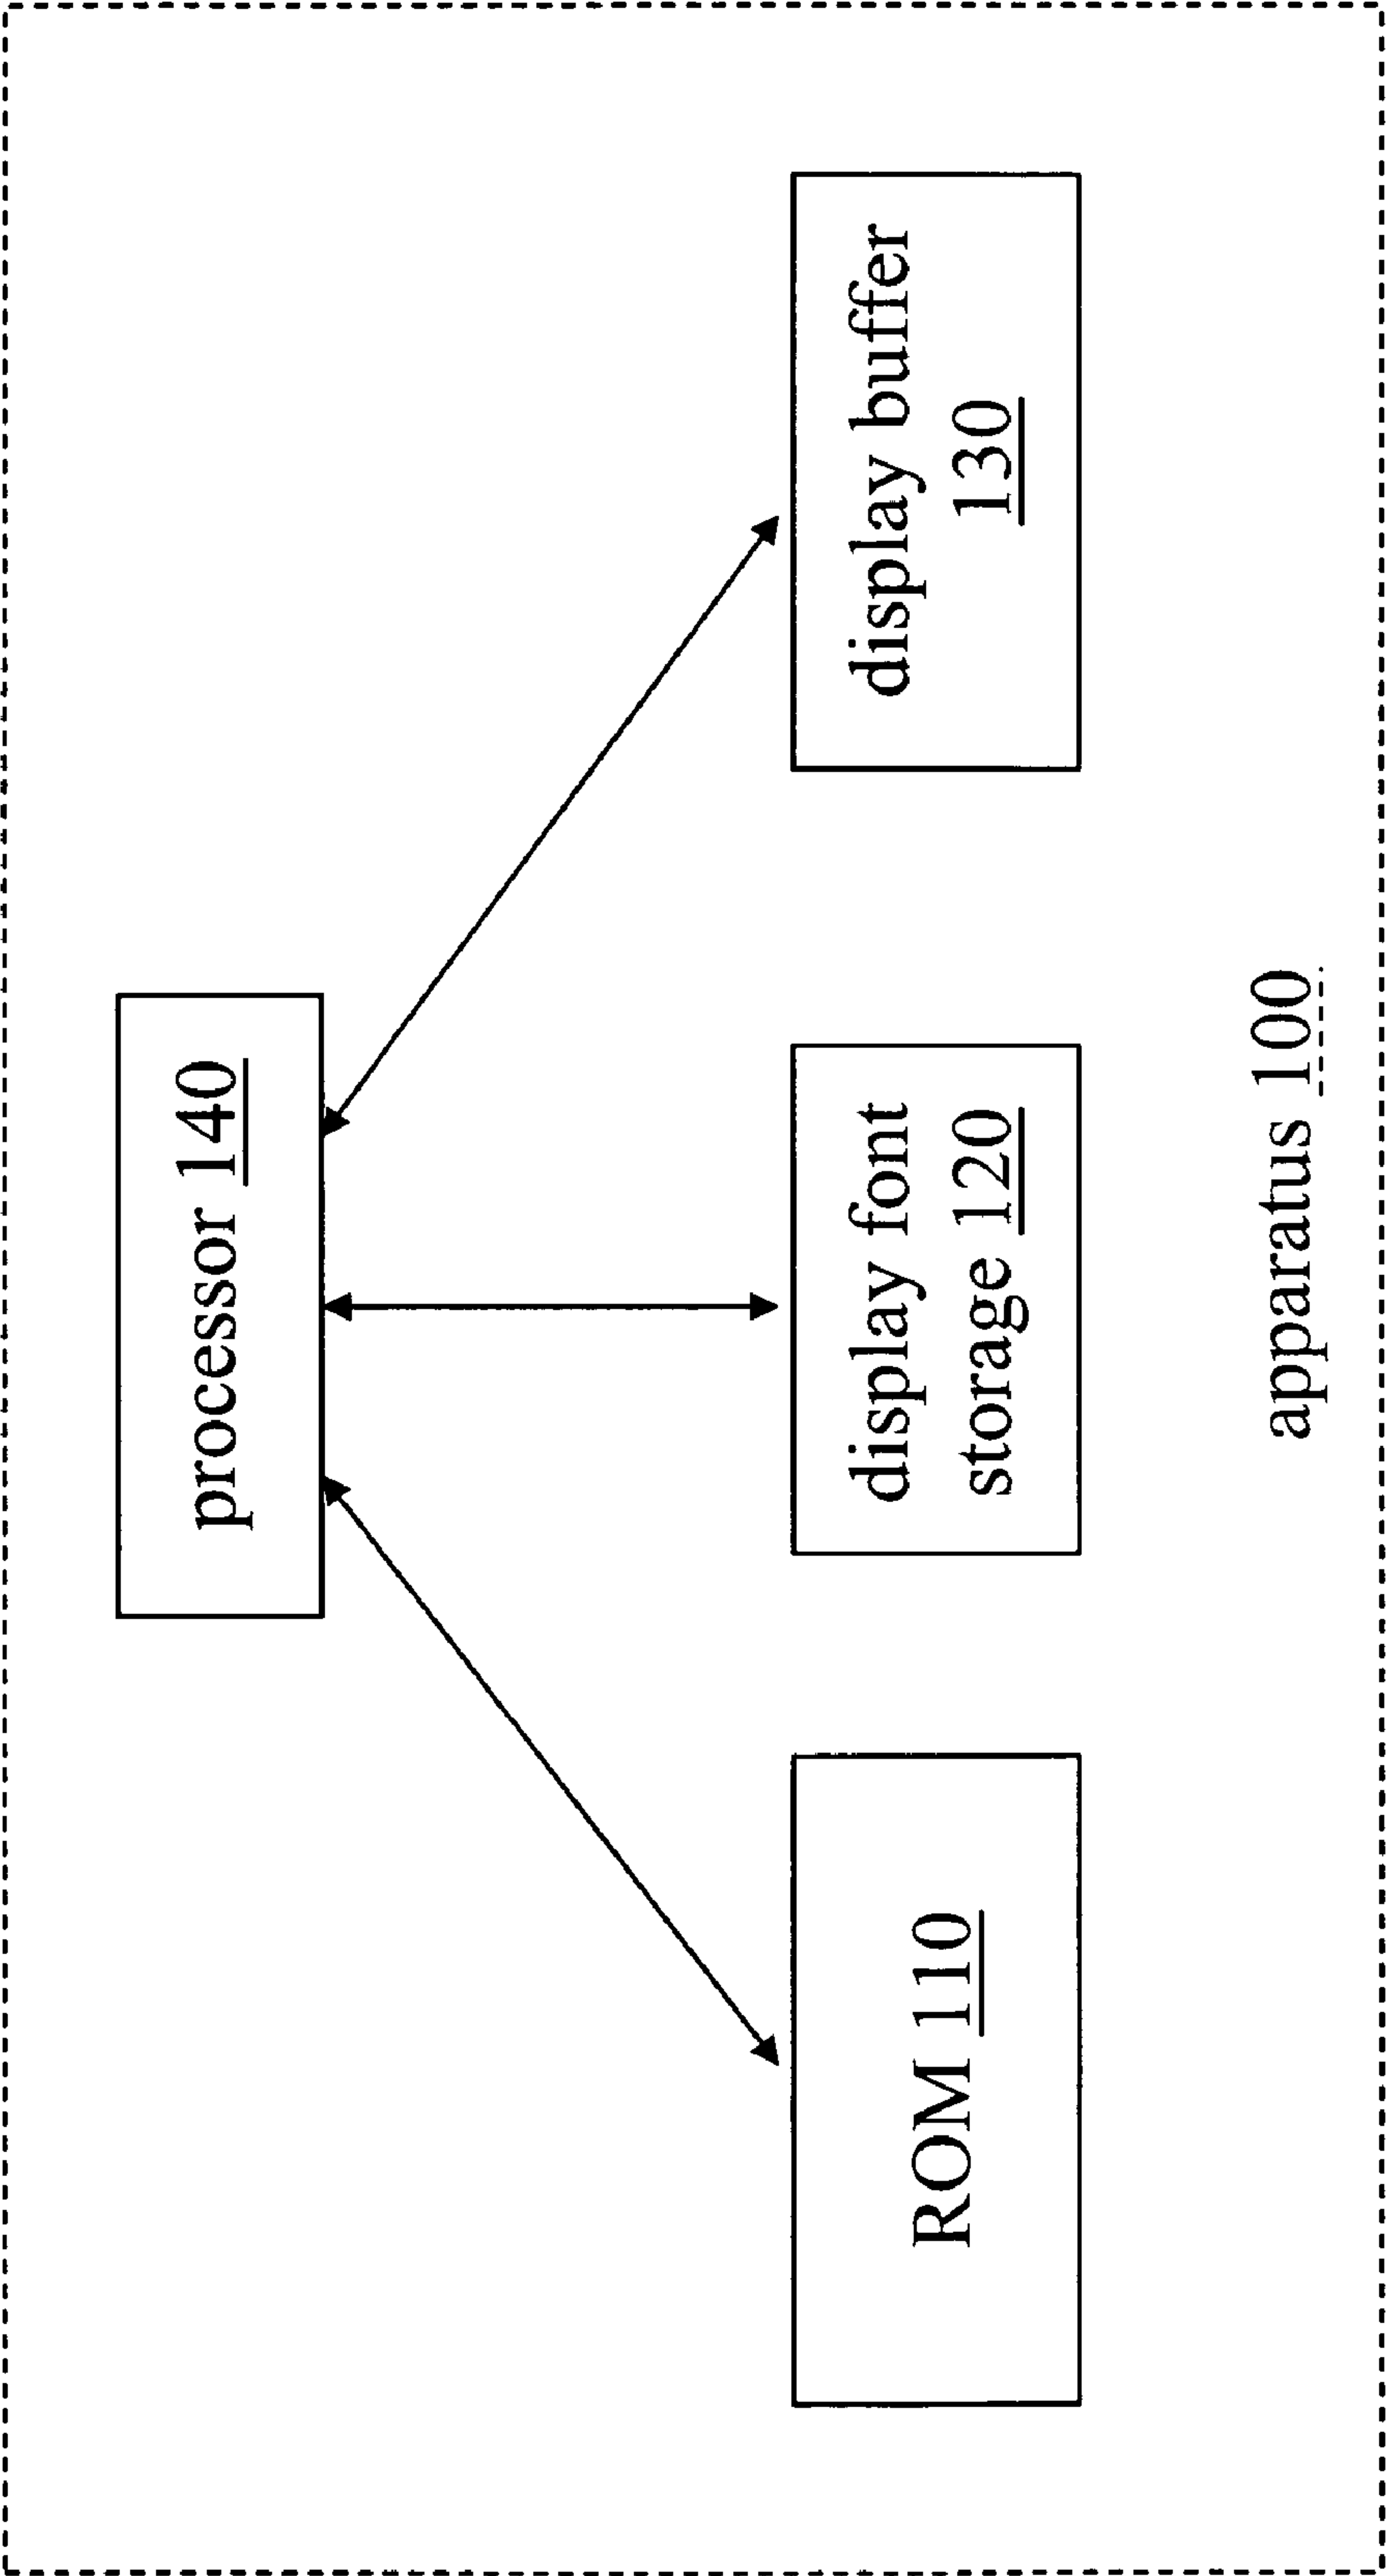 processor 140
ROM 110
display font
storage 120
display buffer
130
apparatus 100